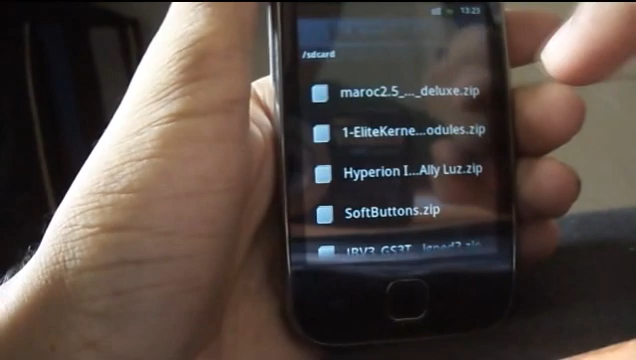 13:23
/sdcard
maroc2.5_..._deluxe.zip
1-EliteKerne...odules.zip
Hyperion I...Ally Luz.zip
SoftButtons.zip